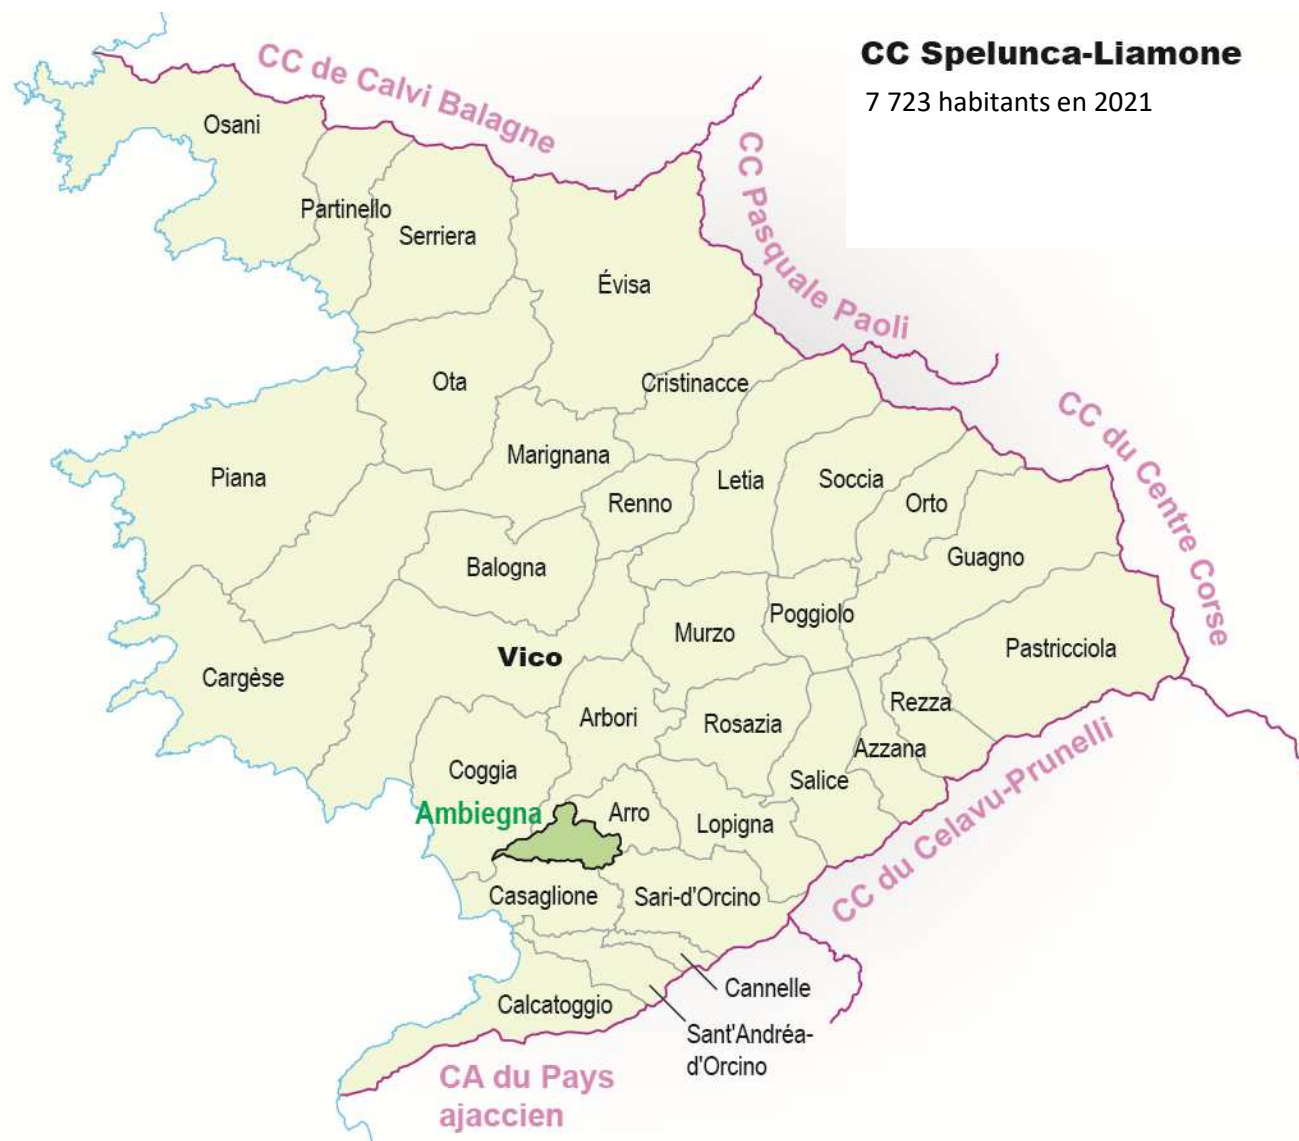 CC Spelunca-Liamone
7 723 habitants en 2021
CC de Calvi Balagne
CC Pasquale Paoli
CC du Centre Corse
CC du Celavu-Prunelli
CA du Pays
ajaccien
Osani
Partinello
Serriera
Évisa
Ota
Cristinacce
Marignana
Piana
Renno
Letia
Soccia
Orto
Balogna
Guagno
Poggiolo
Murzo
Vico
Pastricciola
Cargèse
Arbori
Rosazia
Rezza
Azzana
Salice
Coggia
Ambiegna
Arro
Lopigna
Casaglione
Sari-d'Orcino
Cannelle
Calcatoggio
Sant'Andréa-
d'Orcino